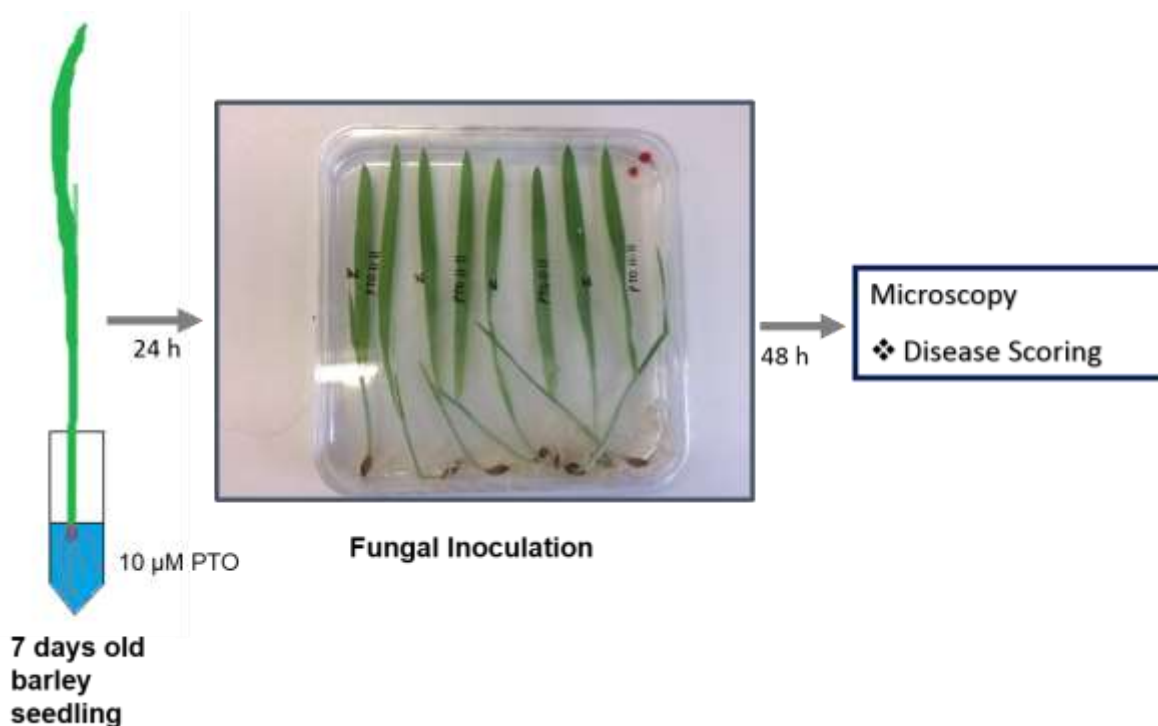 24 h
48 h
Microscopy
❖ Disease Scoring
10 µM PTO
Fungal Inoculation
7 days old
barley
seedling